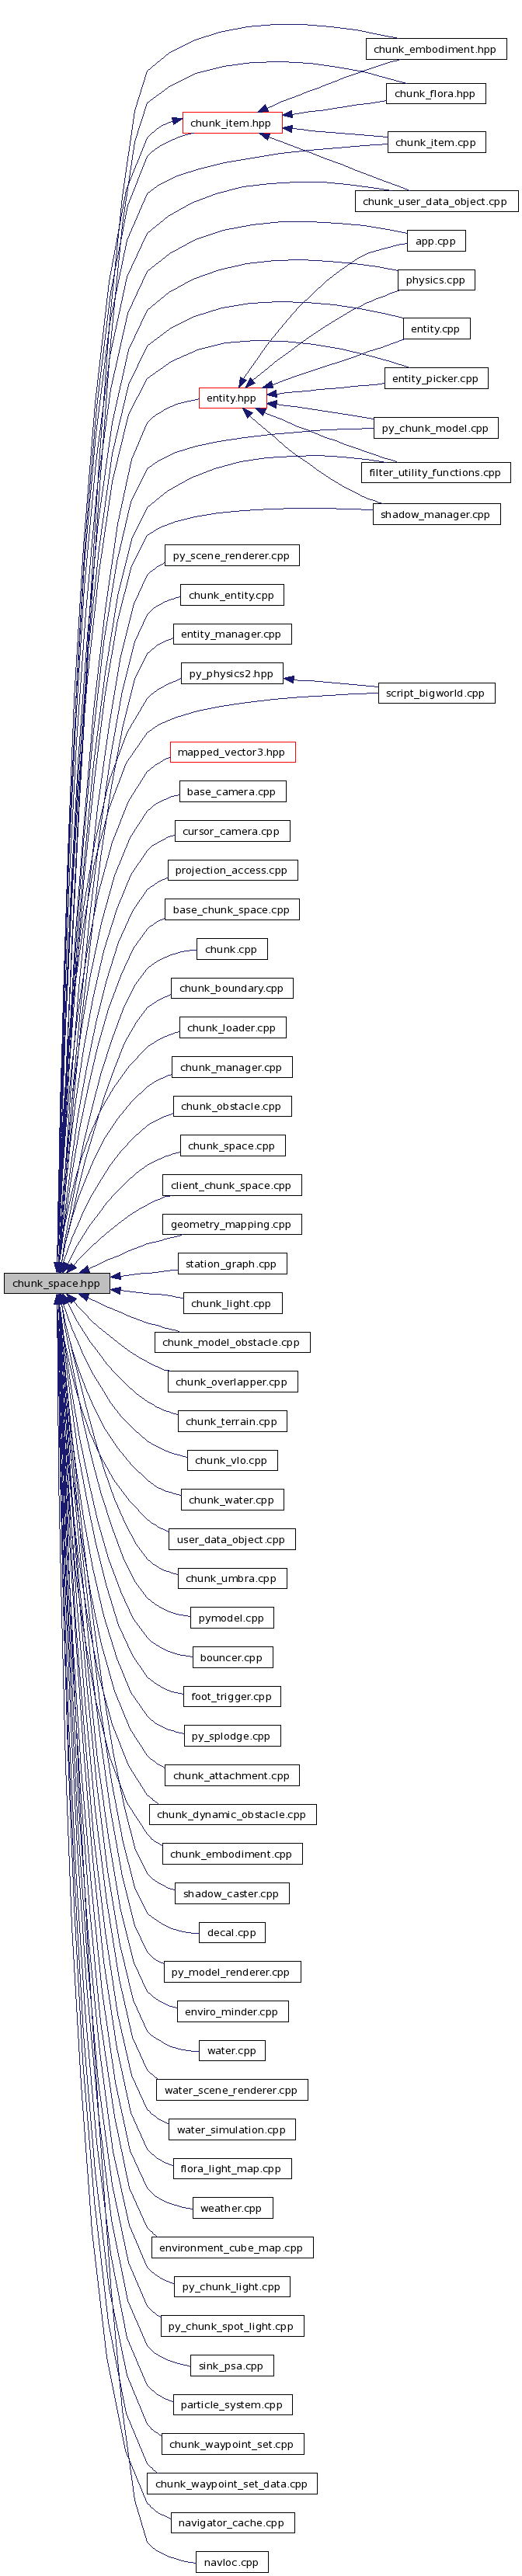 chunk_embodiment.hpp
chunk_flora.hpp
chunk_item.hpp
chunk_item.cpp
chunk_user_data_object.cpp
app.cpp
physics.cpp
entity.cpp
entity_picker.cpp
entity.hpp
py_chunk_model.cpp
filter_utility_functions.cpp
shadow_manager.cpp
py_scene_renderer.cpp
chunk_entity.cpp
entity_manager.cpp
py_physics2.hpp
script_bigworld.cpp
mapped_vector3.hpp
base_camera.cpp
cursor_camera.cpp
projection_access.cpp
base_chunk_space.cpp
chunk.cpp
chunk_boundary.cpp
chunk_loader.cpp
chunk_manager.cpp
chunk_obstacle.cpp
chunk_space.cpp
client_chunk_space.cpp
geometry_mapping.cpp
station_graph.cpp
chunk_space.hpp
chunk_light.cpp
chunk_model_obstacle.cpp
chunk_overlapper.cpp
chunk_terrain.cpp
chunk_vlo.cpp
chunk_water.cpp
user_data_object.cpp
chunk_umbra.cpp
pymodel.cpp
bouncer.cpp
foot_trigger.cpp
py_splodge.cpp
chunk_attachment.cpp
chunk_dynamic_obstacle.cpp
chunk_embodiment.cpp
shadow_caster.cpp
decal.cpp
py_model_renderer.cpp
enviro_minder.cpp
water.cpp
water_scene_renderer.cpp
water_simulation.cpp
flora_light_map.cpp
weather.cpp
environment_cube_map.cpp
py_chunk_light.cpp
py_chunk_spot_light.cpp
sink_psa.cpp
particle_system.cpp
chunk_waypoint_set.cpp
chunk_waypoint_set_data.cpp
navigator_cache.cpp
navloc.cpp